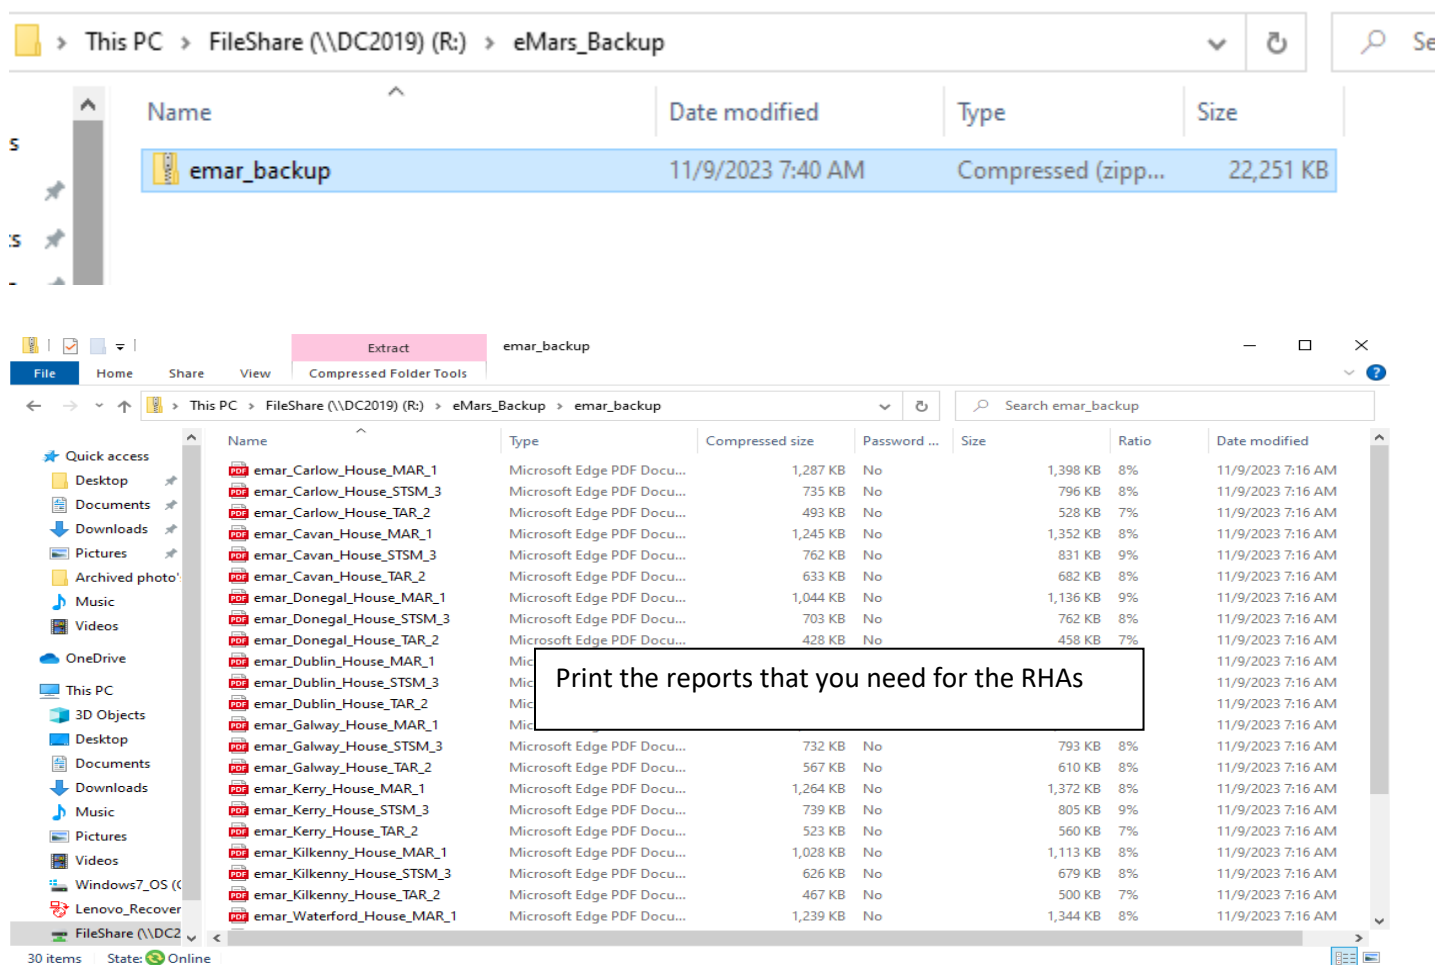 This PC > FileShare (\\DC2019) (R:) > eMars_Backup Se
Name Date modified Type Size
s
emar_backup 11/9/2023 7:40 AM Compressed (zipp... 22,251 KB
:s
Extract emar_backup
File Home Share View Compressed Folder Tools
This PC > FileShare (\\DC2019) (R:) > eMars_Backup > emar_backup Search emar_backup
Name Type Compressed size Password ... Size Ratio Date modified
Quick access
Desktop
Documents
Downloads
Pictures
Archived photo'
Music
Videos
OneDrive
This PC
3D Objects
Desktop
Documents
Downloads
Music
Pictures
Videos
Windows7_OS (C
Lenovo_Recover
FileShare (\\DC2
emar_Carlow_House_MAR_1 Microsoft Edge PDF Docu... 1,287 KB No 1,398 KB 8% 11/9/2023 7:16 AM
emar_Carlow_House_STSM_3 Microsoft Edge PDF Docu... 735 KB No 796 KB 8% 11/9/2023 7:16 AM
emar_Carlow_House_TAR_2 Microsoft Edge PDF Docu... 493 KB No 528 KB 7% 11/9/2023 7:16 AM
emar_Cavan_House_MAR_1 Microsoft Edge PDF Docu... 1,245 KB No 1,352 KB 8% 11/9/2023 7:16 AM
emar_Cavan_House_STSM_3 Microsoft Edge PDF Docu... 762 KB No 831 KB 9% 11/9/2023 7:16 AM
emar_Cavan_House_TAR_2 Microsoft Edge PDF Docu... 633 KB No 682 KB 8% 11/9/2023 7:16 AM
emar_Donegal_House_MAR_1 Microsoft Edge PDF Docu... 1,044 KB No 1,136 KB 9% 11/9/2023 7:16 AM
emar_Donegal_House_STSM_3 Microsoft Edge PDF Docu... 703 KB No 762 KB 8% 11/9/2023 7:16 AM
emar_Donegal_House_TAR_2 Microsoft Edge PDF Docu... 428 KB No 458 KB 7% 11/9/2023 7:16 AM
emar_Dublin_House_MAR_1 Mic 11/9/2023 7:16 AM
emar_Dublin_House_STSM_3 Mic 11/9/2023 7:16 AM
emar_Dublin_House_TAR_2 Mic 11/9/2023 7:16 AM
Print the reports that you need for the RHAs
emar_Galway_House_MAR_1 Mic 11/9/2023 7:16 AM
emar_Galway_House_STSM_3 Microsoft Edge PDF Docu... 732 KB No 793 KB 8% 11/9/2023 7:16 AM
emar_Galway_House_TAR_2 Microsoft Edge PDF Docu... 567 KB No 610 KB 8% 11/9/2023 7:16 AM
emar_Kerry_House_MAR_1 Microsoft Edge PDF Docu... 1,264 KB No 1,372 KB 8% 11/9/2023 7:16 AM
emar_Kerry_House_STSM_3 Microsoft Edge PDF Docu... 739 KB No 805 KB 9% 11/9/2023 7:16 AM
emar_Kerry_House_TAR_2 Microsoft Edge PDF Docu... 523 KB No 560 KB 7% 11/9/2023 7:16 AM
emar_Kilkenny_House_MAR_1 Microsoft Edge PDF Docu... 1,028 KB No 1,113 KB 8% 11/9/2023 7:16 AM
emar_Kilkenny_House_STSM_3 Microsoft Edge PDF Docu... 626 KB No 679 KB 8% 11/9/2023 7:16 AM
emar_Kilkenny_House_TAR_2 Microsoft Edge PDF Docu... 467 KB No 500 KB 7% 11/9/2023 7:16 AM
emar_Waterford_House_MAR_1 Microsoft Edge PDF Docu... 1,239 KB No 1,344 KB 8% 11/9/2023 7:16 AM
30 items State: Online